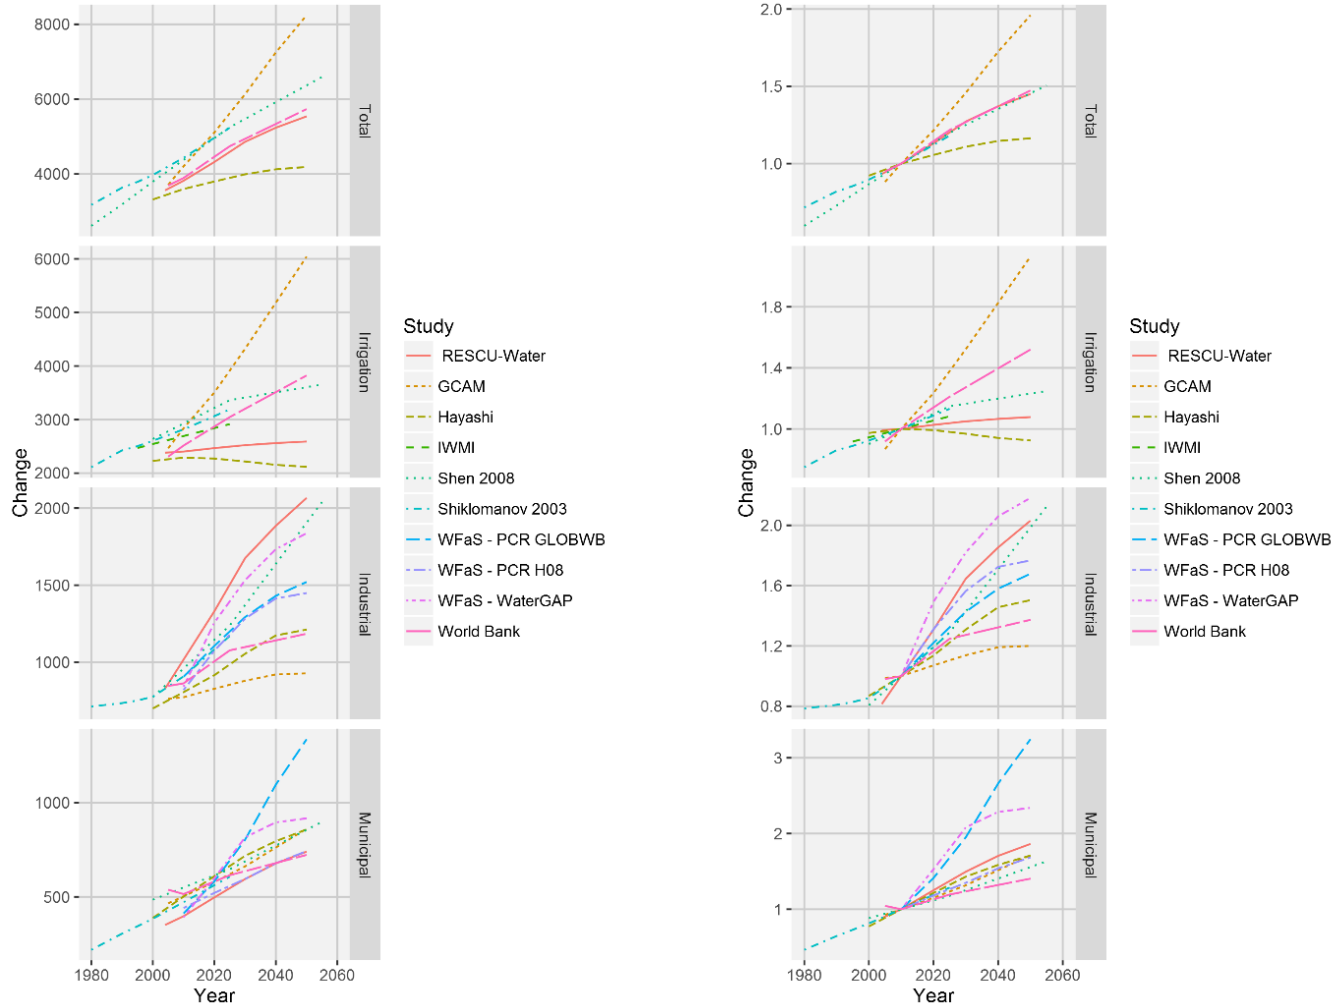 8000
6000
4000
Total
6000
5000
4000
3000
2000
Irrigation
2000
1500
1000
Industrial
1000
500
Municipal
1980 2000 2020 2040 2060
Year
Change
Study
RESCU-Water
GCAM
Hayashi
IWMI
Shen 2008
Shiklomanov 2003
WFaS - PCR GLOBWB
WFaS - PCR H08
WFaS - WaterGAP
World Bank
2.0
1.5
1.0
Total
1.8
1.4
1.0
Irrigation
2.0
1.6
1.2
0.8
Industrial
3
2
1
Municipal
1980 2000 2020 2040 2060
Year
Change
Study
RESCU-Water
GCAM
Hayashi
IWMI
Shen 2008
Shiklomanov 2003
WFaS - PCR GLOBWB
WFaS - PCR H08
WFaS - WaterGAP
World Bank